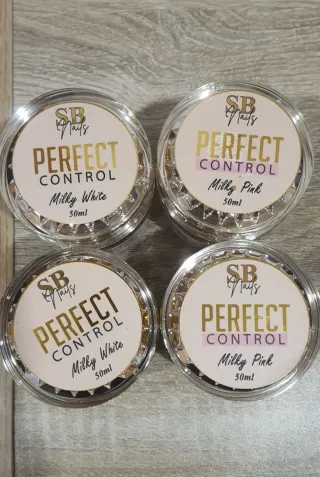 SB
Nails
PERFECT
CONTROL
Milky White
50ml
SB
Nails
PERFECT
CONTROL
Milky Pink
50ml
SB
Nails
PERFECT
CONTROL
Milky White
50ml
SB
Nails
PERFECT
CONTROL
Milky Pink
50ml